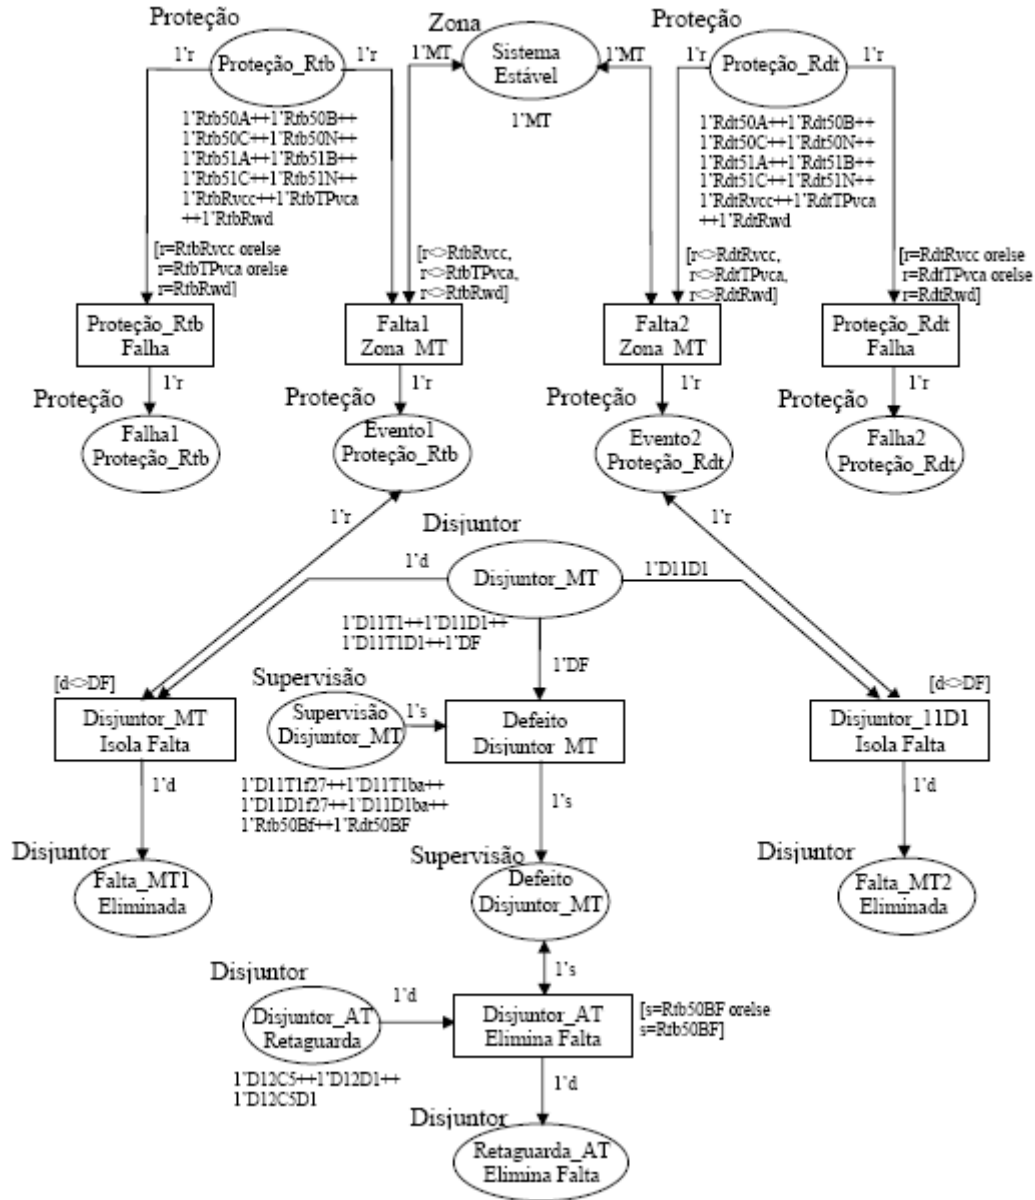 Proteção
Zona
Proteção
1'r
Proteção_Rtb
1'r
1'MT
Sistema
Estável
1'MT
1'r
Proteção_Rdt
1'r
1'MT
1'Rtb50A++1'Rtb50B++
1'Rtb50C++1'Rtb50N++
1'Rtb51A++1'Rtb51B++
1'Rtb51C++1'Rtb51N++
1'RtbRvcc++1'RtbTPvca
++1'RtbRwd
1'Rdt50A++1'Rdt50B++
1'Rdt50C++1'Rdt50N++
1'Rdt51A++1'Rdt51B++
1'Rdt51C++1'Rdt51N++
1'RdtRvcc++1'RdtTPvca
++1'RdtRwd
[r=RtbRvcc orelse
r=RtbTPvca orelse
r=RtbRwd]
[r<>RtbRvcc,
r<>RtbTPvca,
r<>RtbRwd]
[r<>RdtRvcc,
r<>RdtTPvca,
r<>RdtRwd]
[r=RdtRvcc orelse
r=RdtTPvca orelse
r=RdtRwd]
Proteção_Rtb
Falha
Falta1
Zona_MT
Falta2
Zona_MT
Proteção_Rdt
Falha
1'r
1'r
1'r
1'r
Proteção
Proteção
Proteção
Proteção
Falha1
Proteção_Rtb
Evento1
Proteção_Rtb
Evento2
Proteção_Rdt
Falha2
Proteção_Rdt
1'r
1'r
Disjuntor
1'd
Disjuntor_MT
1'D11D1
1'D11T1++1'D11D1++
1'D11T1D1++1'DF
1'DF
[d<>DF]
[d<>DF]
Supervisão
Disjuntor_MT
Isola Falta
Supervisão
Disjuntor_MT
1's
Defeito
Disjuntor_MT
Disjuntor_11D1
Isola Falta
1'D11T1f27++1'D11T1ba++
1'D11D1f27++1'D11D1ba++
1'Rtb50Bf++1'Rdt50BF
1'd
1's
1'd
Disjuntor
Supervisão
Disjuntor
Falta_MT1
Eliminada
Defeito
Disjuntor_MT
Falta_MT2
Eliminada
1's
Disjuntor
Disjuntor_AT
Retaguarda
1'd
Disjuntor_AT
Elimina Falta
[s=Rtb50BF orelse
s=Rtb50BF]
1'D12C5++1'D12D1++
1'D12C5D1
1'd
Disjuntor
Retaguarda_AT
Elimina Falta